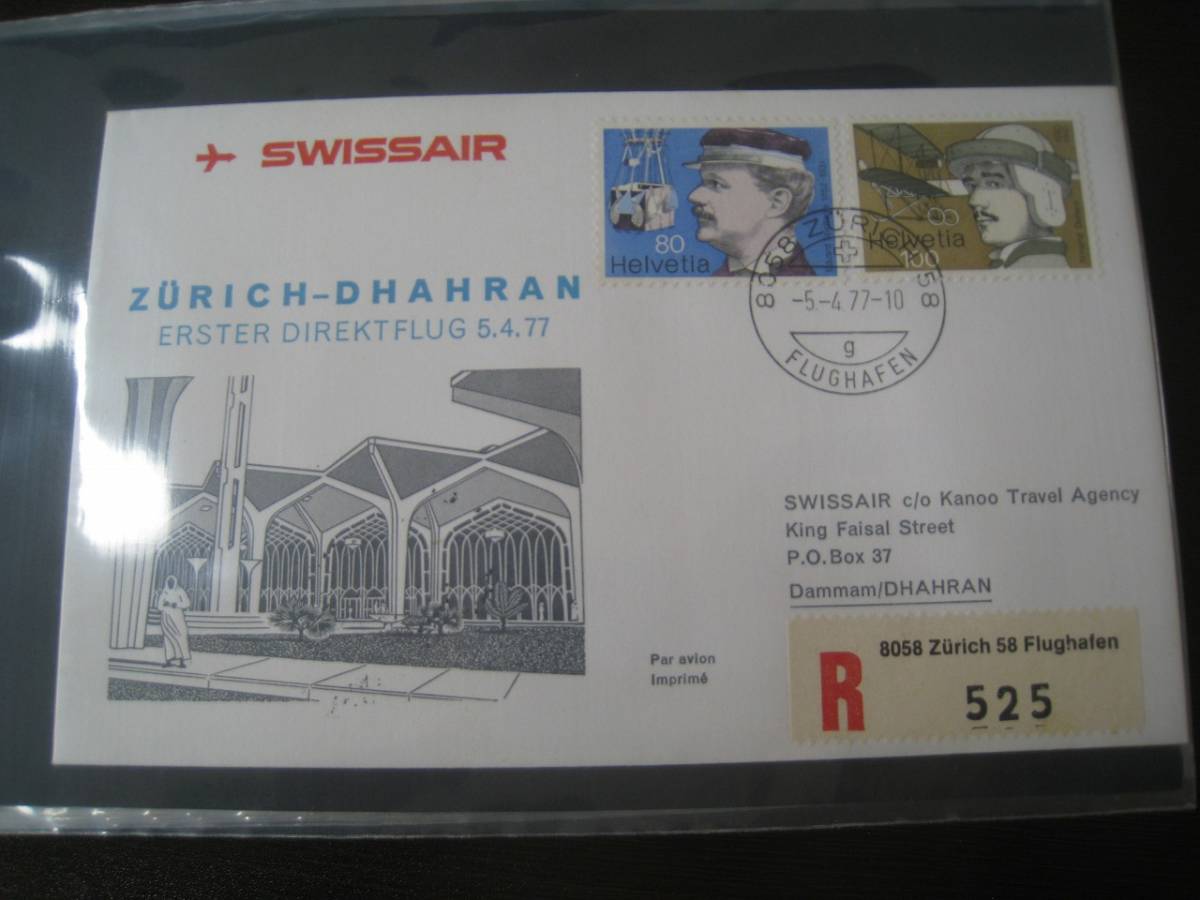 SWISSAIR
80
Helvetia
Helvetia
100
8058 ZÜRICH 58
-5.-4.77-10
g
FLUGHAFEN
ZÜRICH–DHAHRAN
ERSTER DIREKTFLUG 5.4.77
SWISSAIR c/o Kanoo Travel Agency
King Faisal Street
P.O.Box 37
Dammam/DHAHRAN
Par avion
Imprimé
R
8058 Zürich 58 Flughafen
525